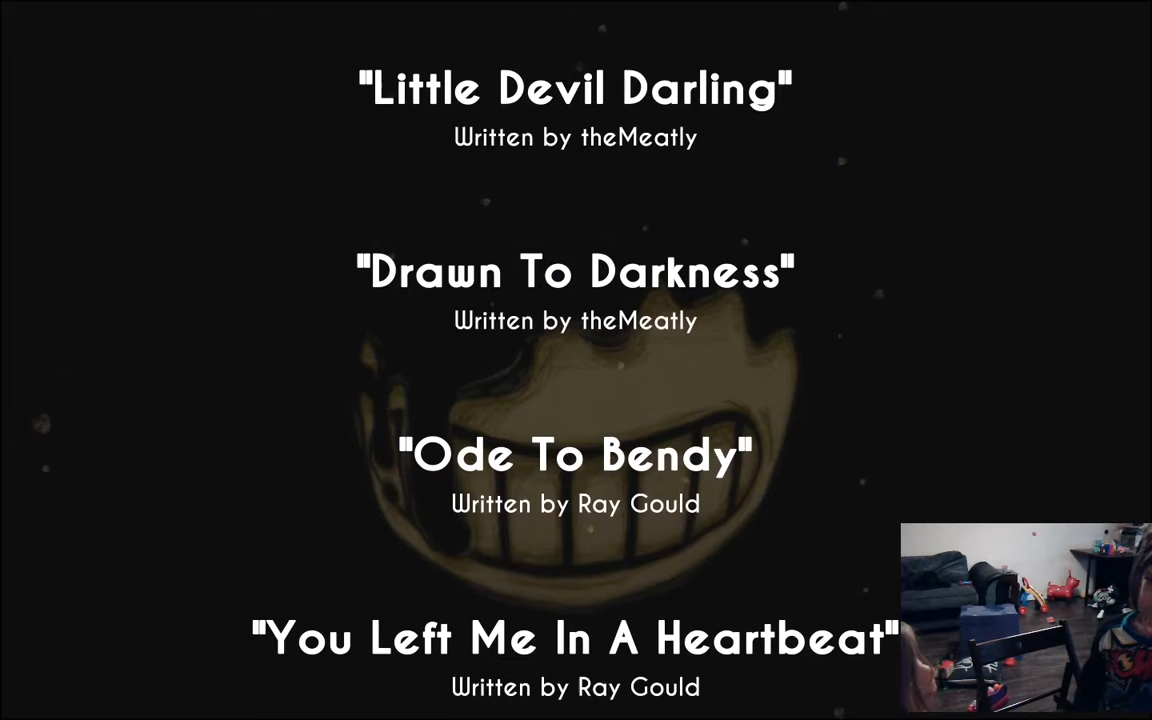 "Little Devil Darling"
Written by theMeatly
"Drawn To Darkness"
Written by theMeatly
"Ode To Bendy"
Written by Ray Gould
"You Left Me In A Heartbeat"
Written by Ray Gould